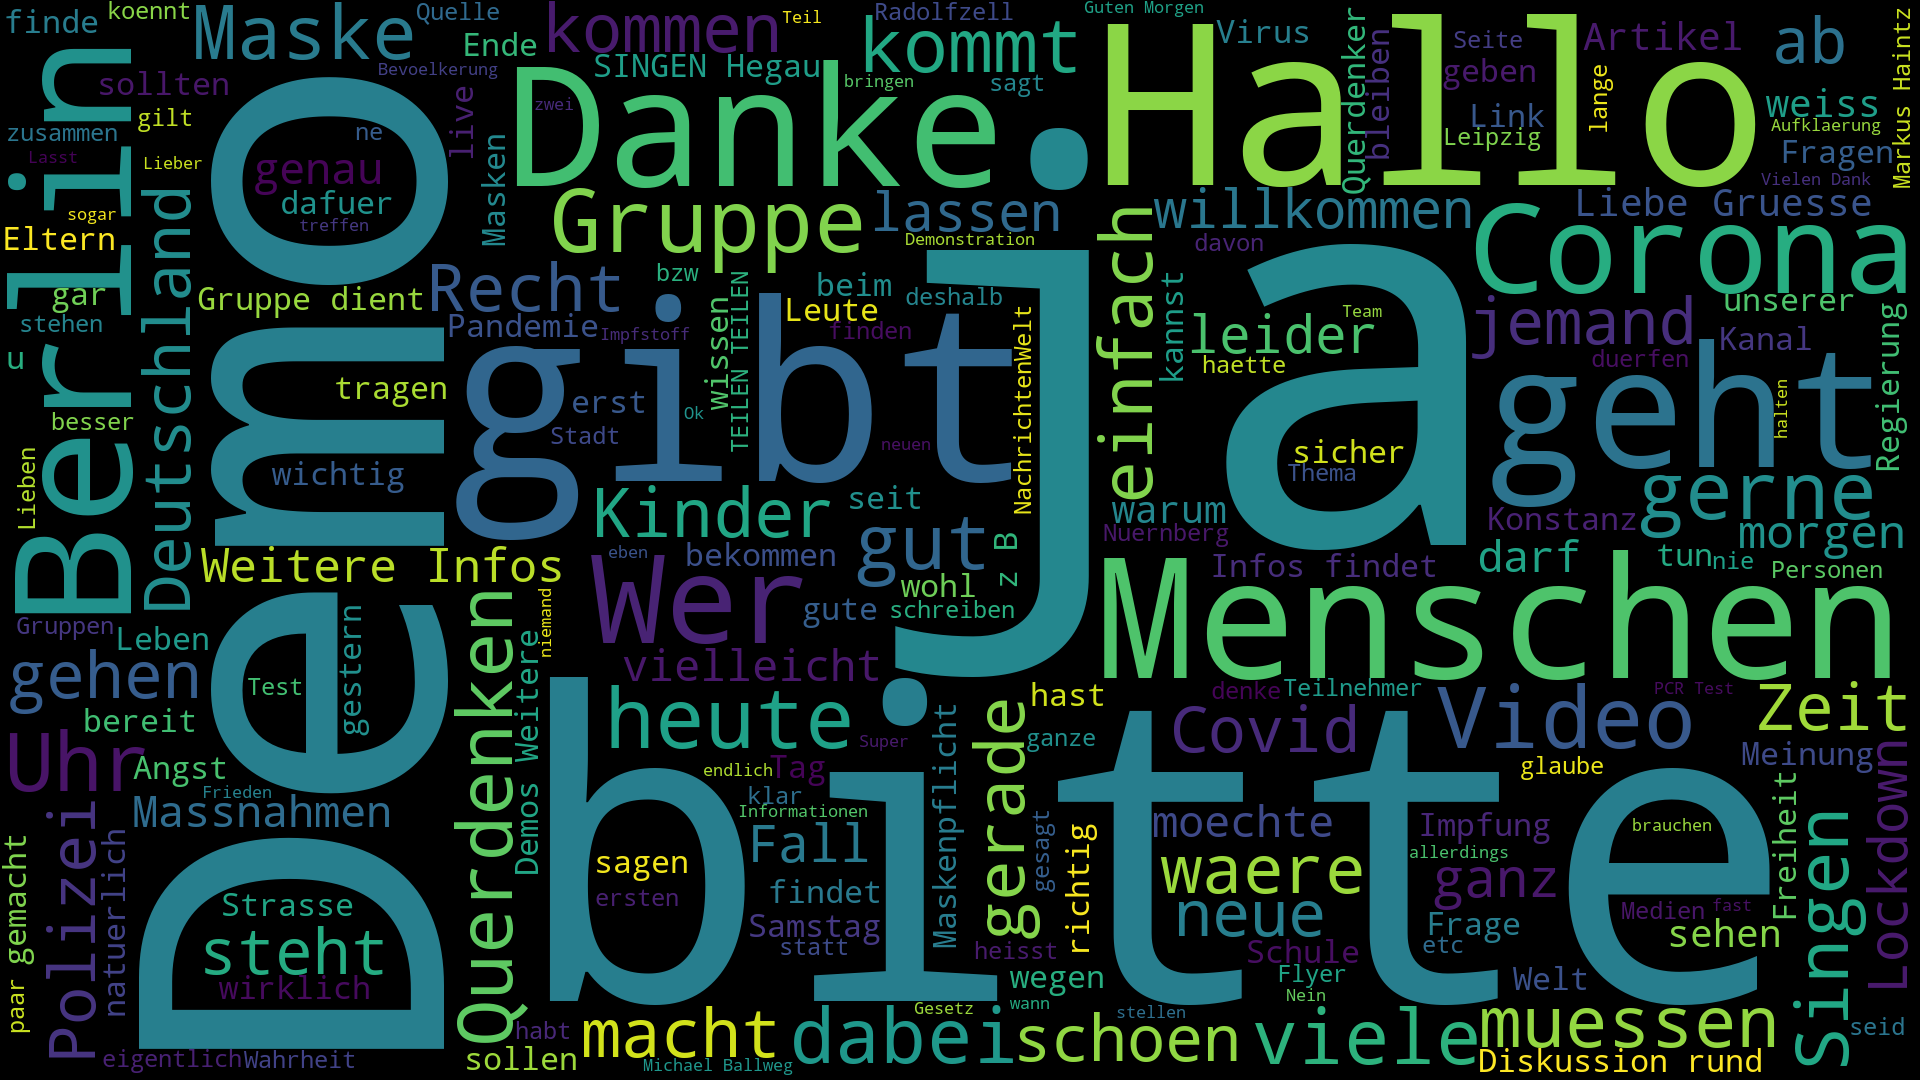 finde
koennt
Maske
Quelle
kommen
Teil
Radolfzell
Guten Morgen
Virus
Querdenker
bleiben
Seite
Artikel
ab
Markus Haintz
Ende
SINGEN Hegau
kommt
Hallo
sollten
Bevoelkerung
live
Danke
zwei
bringen
sagt
geben
lange
weiss
gilt
Link
Leipzig
Aufklaerung
zusammen
ne
Masken
Fragen
Lasst
Lieber
genau
Vielen Dank
Berlin
Demo
Deutschland
dafuer
sogar
treffen
Eltern
Gruppe
lassen
willkommen
Liebe Gruesse
Demonstration
davon
Corona
gar
Gruppe dient
Recht
bzw
beim
deshalb
einfach
kannst
unserer
stehen
Pandemie
Impfstoff
wissen
TEILEN TEILEN
Leute
finden
NachrichtenWelt
ja
leider
Team
jemand
Kanal
Regierung
u
gibt
haette
duerfen
geht
tragen
erst
Ok
halten
besser
Stadt
neuen
sicher
Lieben
wichtig
Thema
Kinder
seit
warum
Konstanz
gerne
gut
z B
Nuernberg
morgen
Weitere Infos
eben
bekommen
Infos findet
darf
tun
nie
Personen
Wer
wohl
Menschen
Gruppen
Leben
gestern
Querdenken
Demos Weitere
niemand
gute
schreiben
gehen
vielleicht
Test
hast
denke
Teilnehmer
PCR Test
bereit
heute
bitte
Super
Maskenpflicht
gerade
ganze
Covid
Video
Zeit
Uhr
Angst
endlich
Tag
glaube
Meinung
Lockdown
Frieden
klar
Massnahmen
Informationen
gesagt
richtig
moechte
Impfung
brauchen
Freiheit
Singen
Polizei
natuerlich
paar gemacht
Fall
sagen
allerdings
waere
ganz
findet
ersten
Strasse
Samstag
neue
Frage
Medien
fast
steht
statt
heisst
Schule
etc
sehen
wirklich
wegen
Flyer
Welt
Nein
Gesetz
wann
stellen
habt
macht
dabei
schoen
viele
muessen
seid
eigentlich
Wahrheit
sollen
Michael Ballweg
Diskussion rund